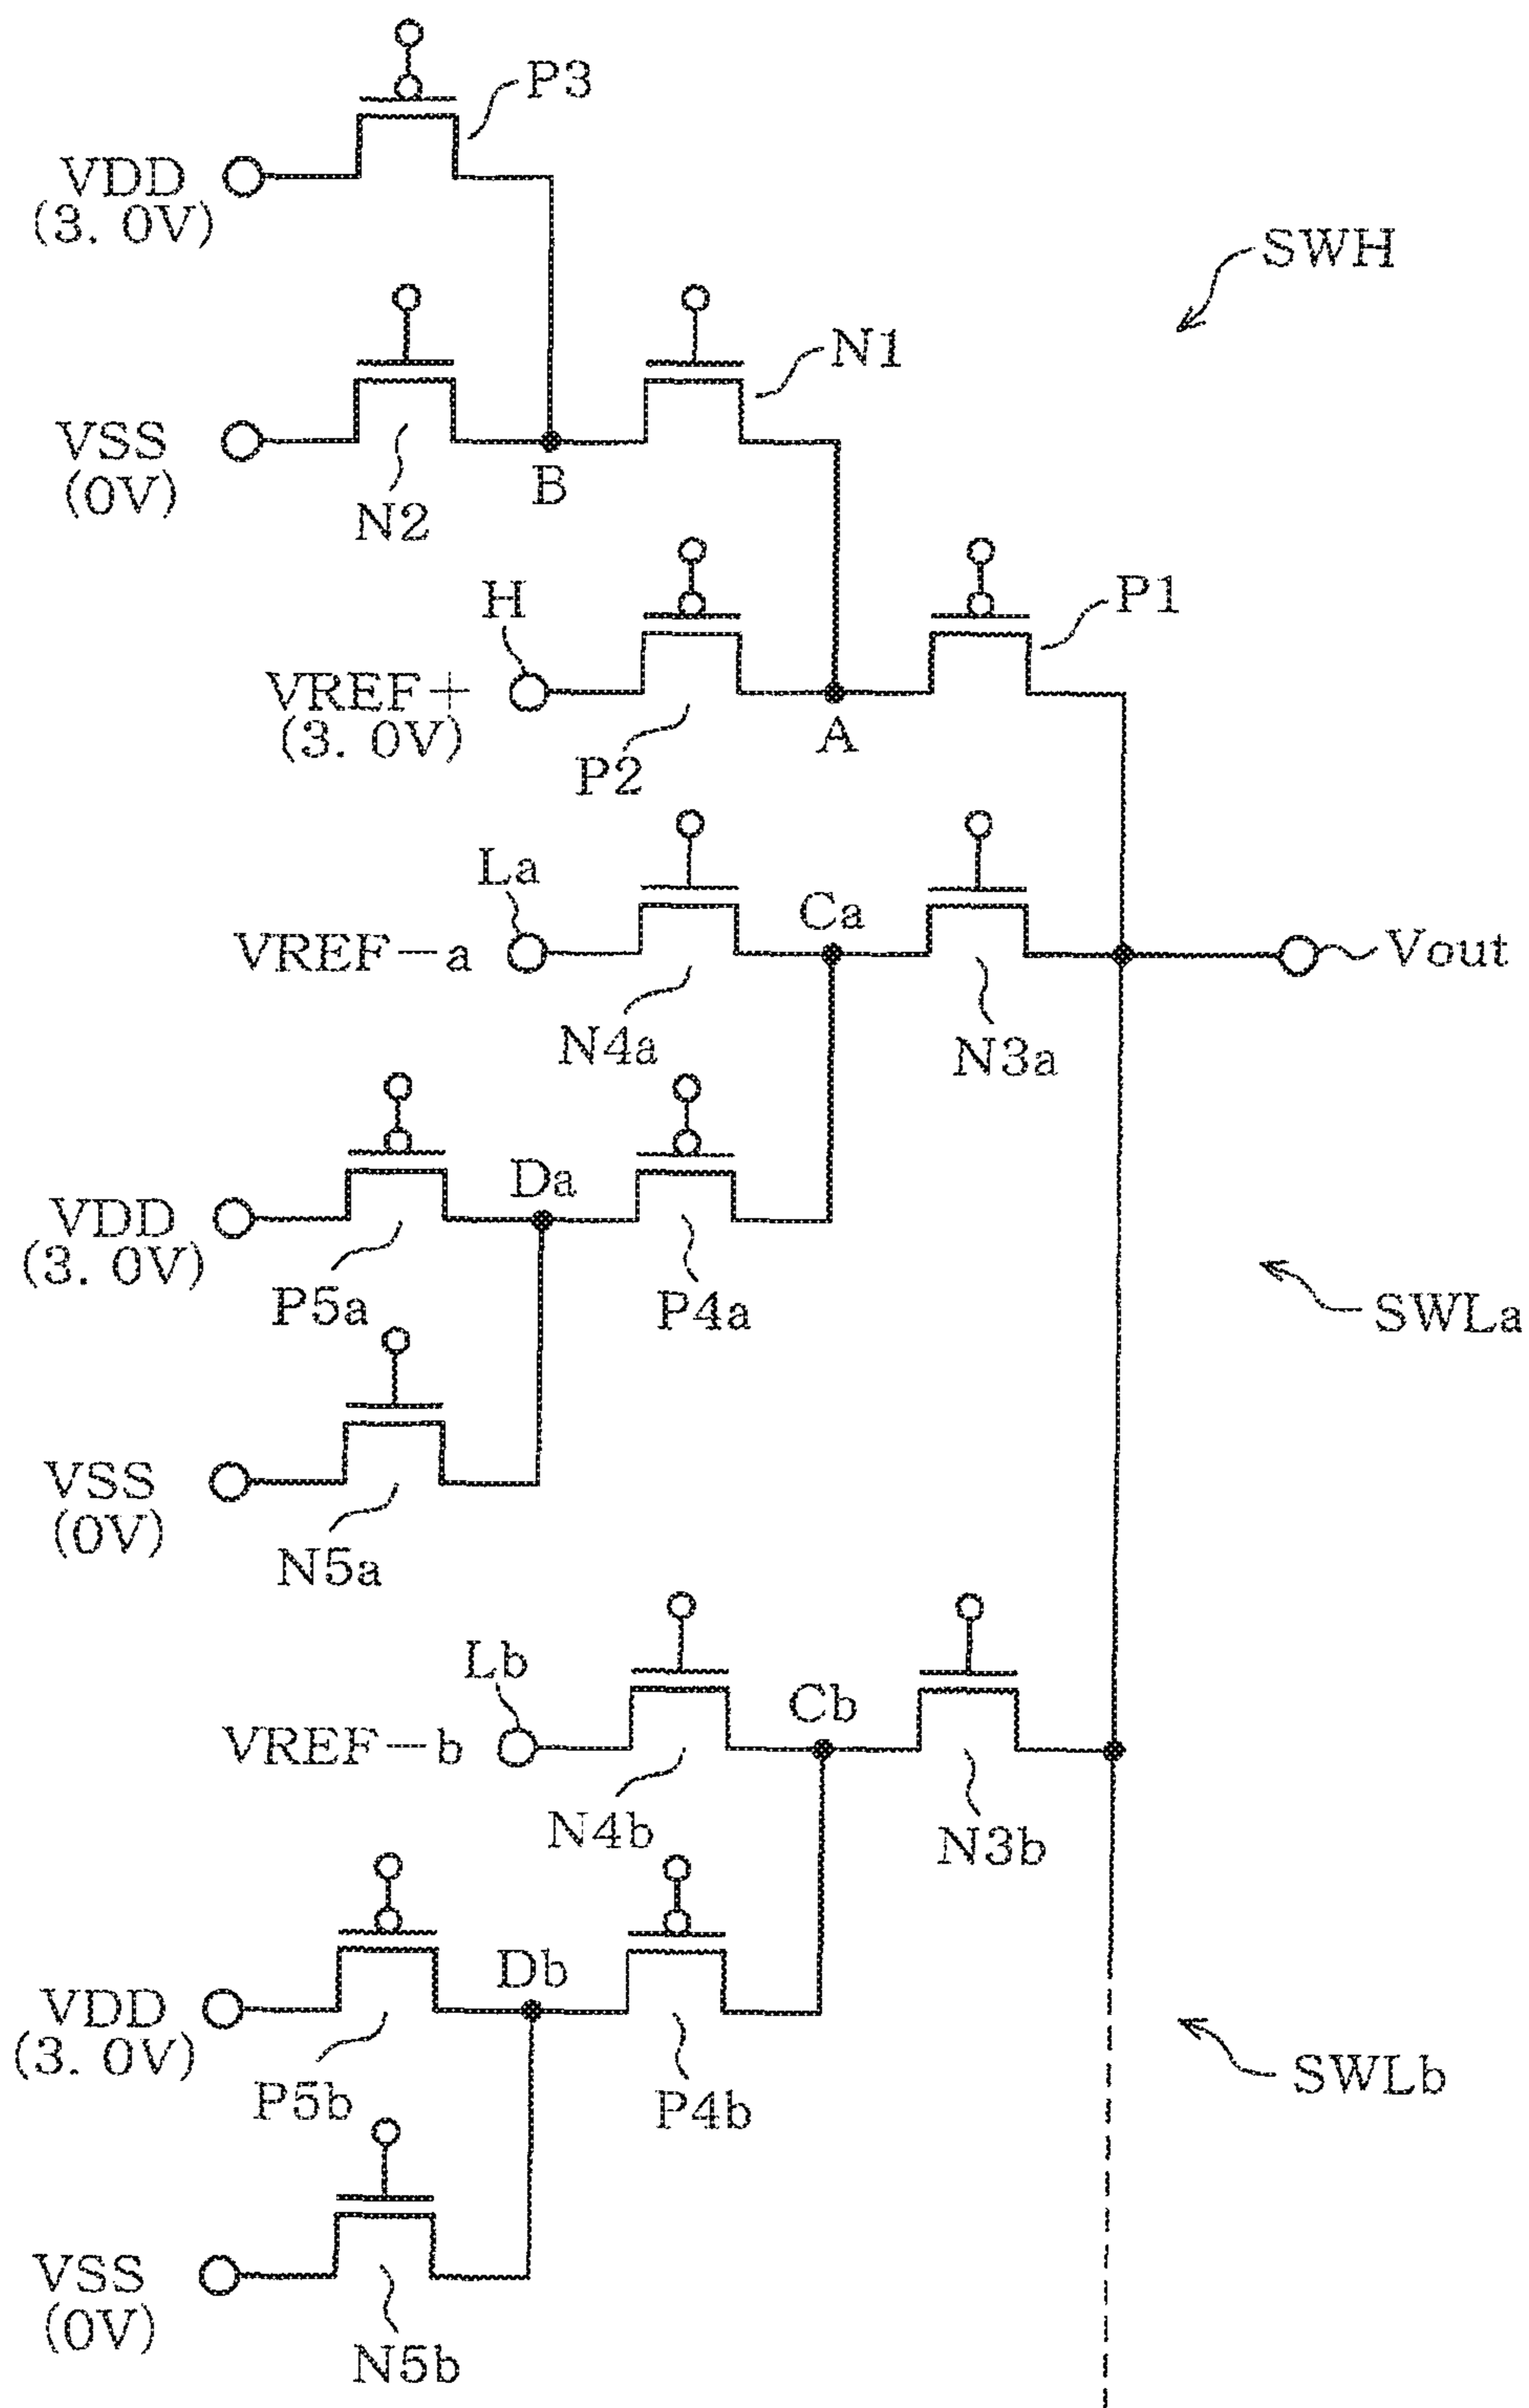 P3
VDD
(3. 0V)
SWH
N1
VSS
(0V)
N2
B
H
P1
VREF+
(3. 0V)
A
P2
La
Ca
VREF−a
Vout
N4a
N3a
Da
VDD
(3. 0V)
P5a
P4a
SWLa
VSS
(0V)
N5a
Lb
Cb
VREF−b
N4b
N3b
Db
VDD
(3. 0V)
P5b
P4b
SWLb
VSS
(0V)
N5b